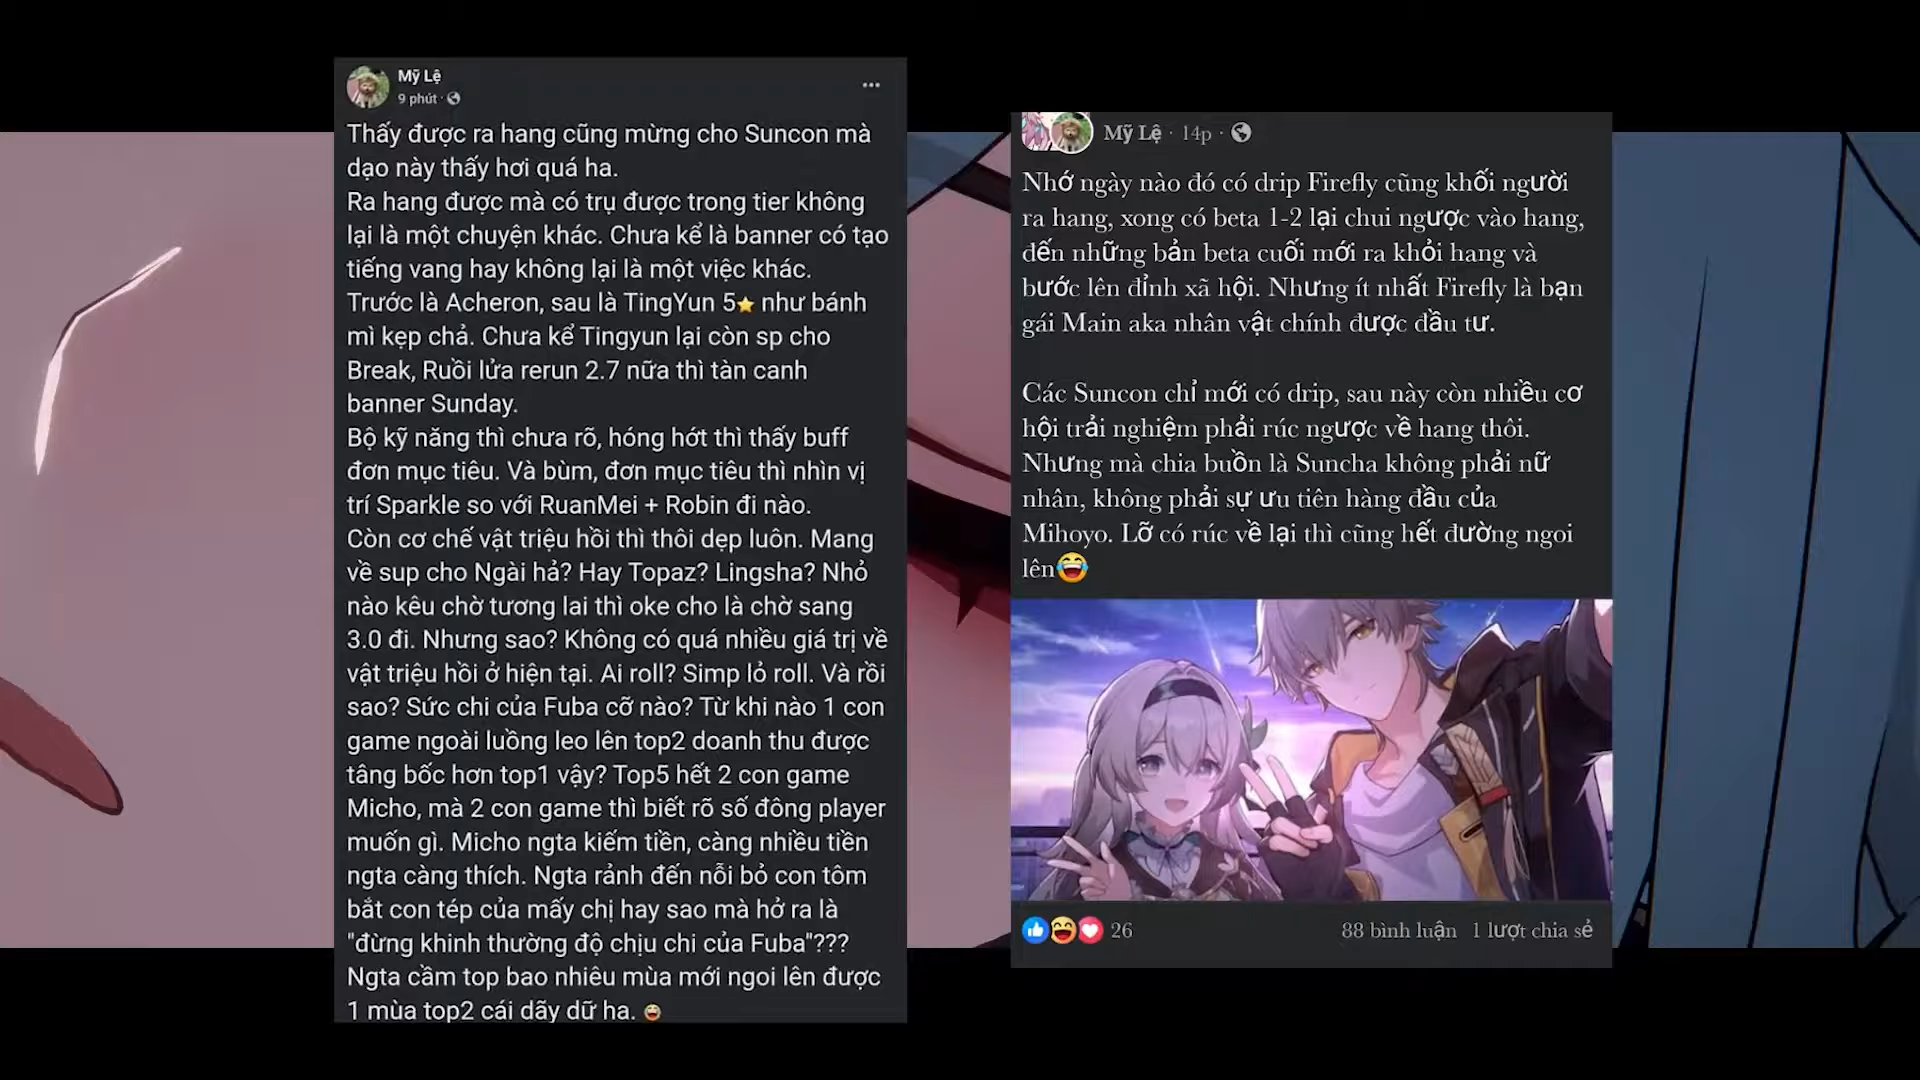 Mỹ Lệ
9 phút ·
Thấy được ra hang cũng mừng cho Suncon mà
dạo này thấy hơi quá ha.
Ra hang được mà có trụ được trong tier không
lại là một chuyện khác. Chưa kể là banner có tạo
tiếng vang hay không lại là một việc khác.
Trước là Acheron, sau là TingYun 5⭐ như bánh
mì kẹp chả. Chưa kể Tingyun lại còn sp cho
Break, Ruồi lửa rerun 2.7 nữa thì tàn canh
banner Sunday.
Bộ kỹ năng thì chưa rõ, hóng hớt thì thấy buff
đơn mục tiêu. Và bùm, đơn mục tiêu thì nhìn vị
trí Sparkle so với RuanMei + Robin đi nào.
Còn cơ chế vật triệu hồi thì thôi dẹp luôn. Mang
về sup cho Ngài hả? Hay Topaz? Lingsha? Nhỏ
nào kêu chờ tương lai thì oke cho là chờ sang
3.0 đi. Nhưng sao? Không có quá nhiều giá trị về
vật triệu hồi ở hiện tại. Ai roll? Simp lỏ roll. Và rồi
sao? Sức chi của Fuba cỡ nào? Từ khi nào 1 con
game ngoài luồng leo lên top2 doanh thu được
tâng bốc hơn top1 vậy? Top5 hết 2 con game
Micho, mà 2 con game thì biết rõ số đông player
muốn gì. Micho ngta kiếm tiền, càng nhiều tiền
ngta càng thích. Ngta rảnh đến nỗi bỏ con tôm
bắt con tép của mấy chị hay sao mà hở ra là
"đừng khinh thường độ chịu chi của Fuba"???
Ngta cầm top bao nhiêu mùa mới ngoi lên được
1 mùa top2 cái dãy dữ ha. 😂
Mỹ Lệ · 14p ·
Nhớ ngày nào đó có drip Firefly cũng khối người
ra hang, xong có beta 1-2 lại chui ngược vào hang,
đến những bản beta cuối mới ra khỏi hang và
bước lên đỉnh xã hội. Nhưng ít nhất Firefly là bạn
gái Main aka nhân vật chính được đầu tư.
Các Suncon chỉ mới có drip, sau này còn nhiều cơ
hội trải nghiệm phải rúc ngược về hang thôi.
Nhưng mà chia buồn là Suncha không phải nữ
nhân, không phải sự ưu tiên hàng đầu của
Mihoyo. Lỡ có rúc về lại thì cũng hết đường ngoi
lên😂
26
88 bình luận 1 lượt chia sẻ